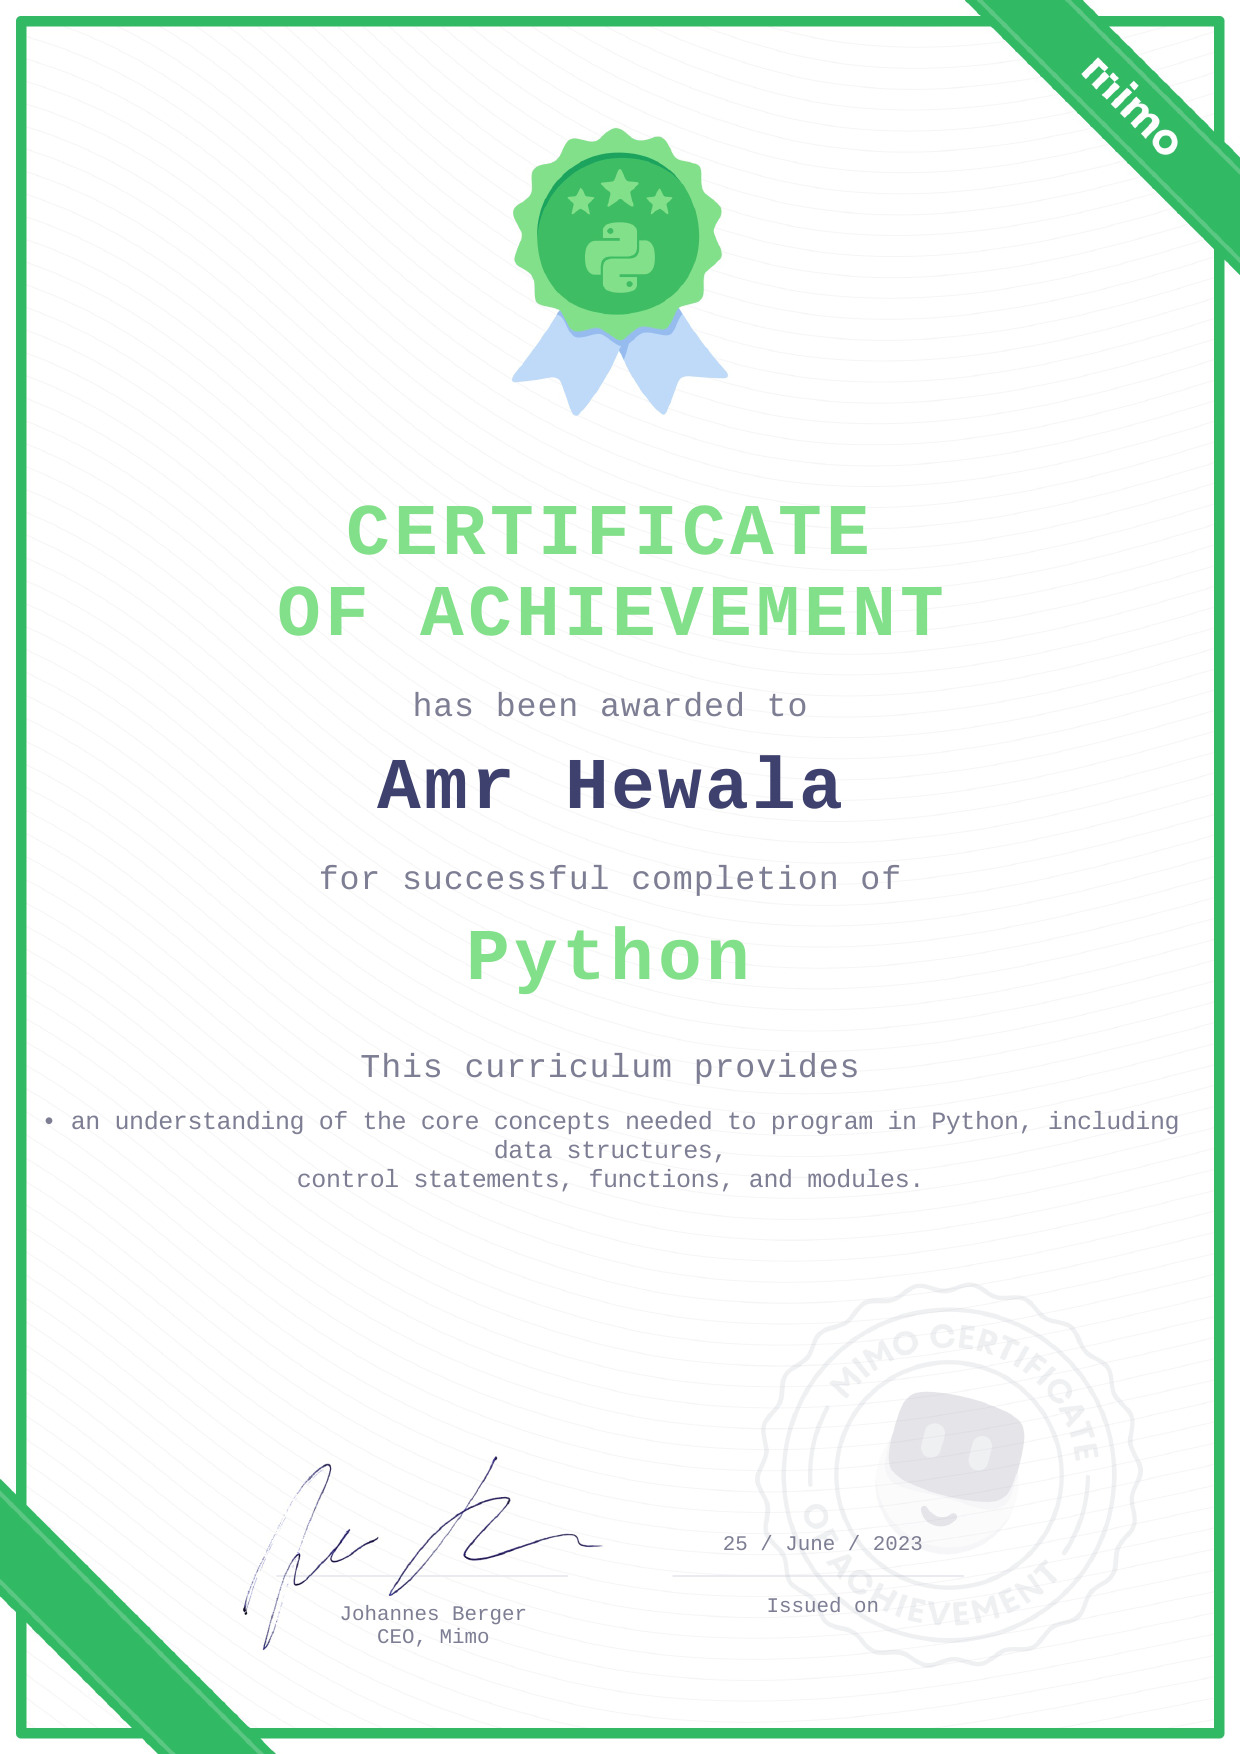 mimo
CERTIFICATE
OF ACHIEVEMENT
has been awarded to
Amr Hewala
for successful completion of
Python
This curriculum provides
• an understanding of the core concepts needed to program in Python, including
data structures,
control statements, functions, and modules.
MIMO CERTIFICATE
OF ACHIEVEMENT
25 / June / 2023
Issued on
Johannes Berger
CEO, Mimo